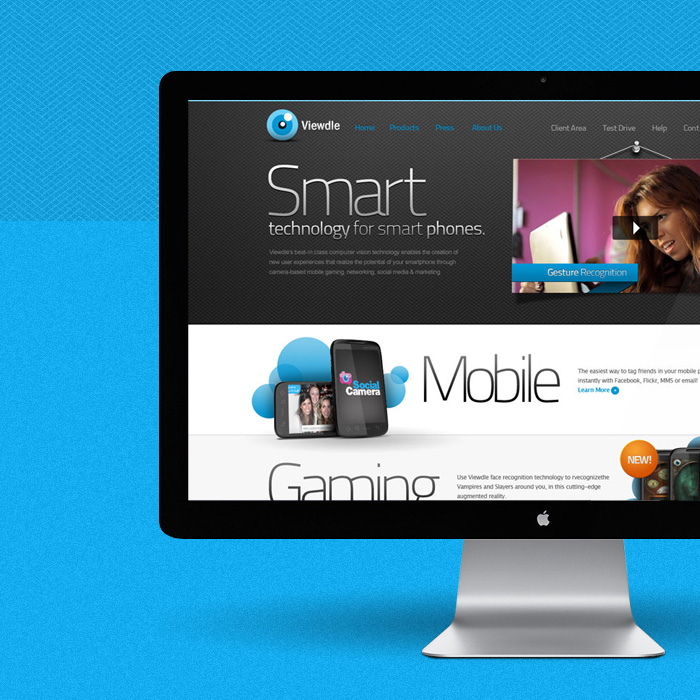 Viewdle
Home Products Press About Us
Client Area Test Drive Help Cont
Smart
technology for smart phones.
Viewdle's best-in class computer vision technology enables the creation of
new user experiences that realize the potential of your smartphone through
camera-based mobile gaming, networking, social media & marketing.
Gesture Recognition
Social
Camera
Mobile
The easiest way to tag friends in your mobile p
instantly with Facebook, Flickr, MMS or email!
Learn More
Gaming
Use Viewdle face recognition technology to rvecognizethe
Vampires and Slayers around you, in this cutting-edge
augmented reality.
NEW!